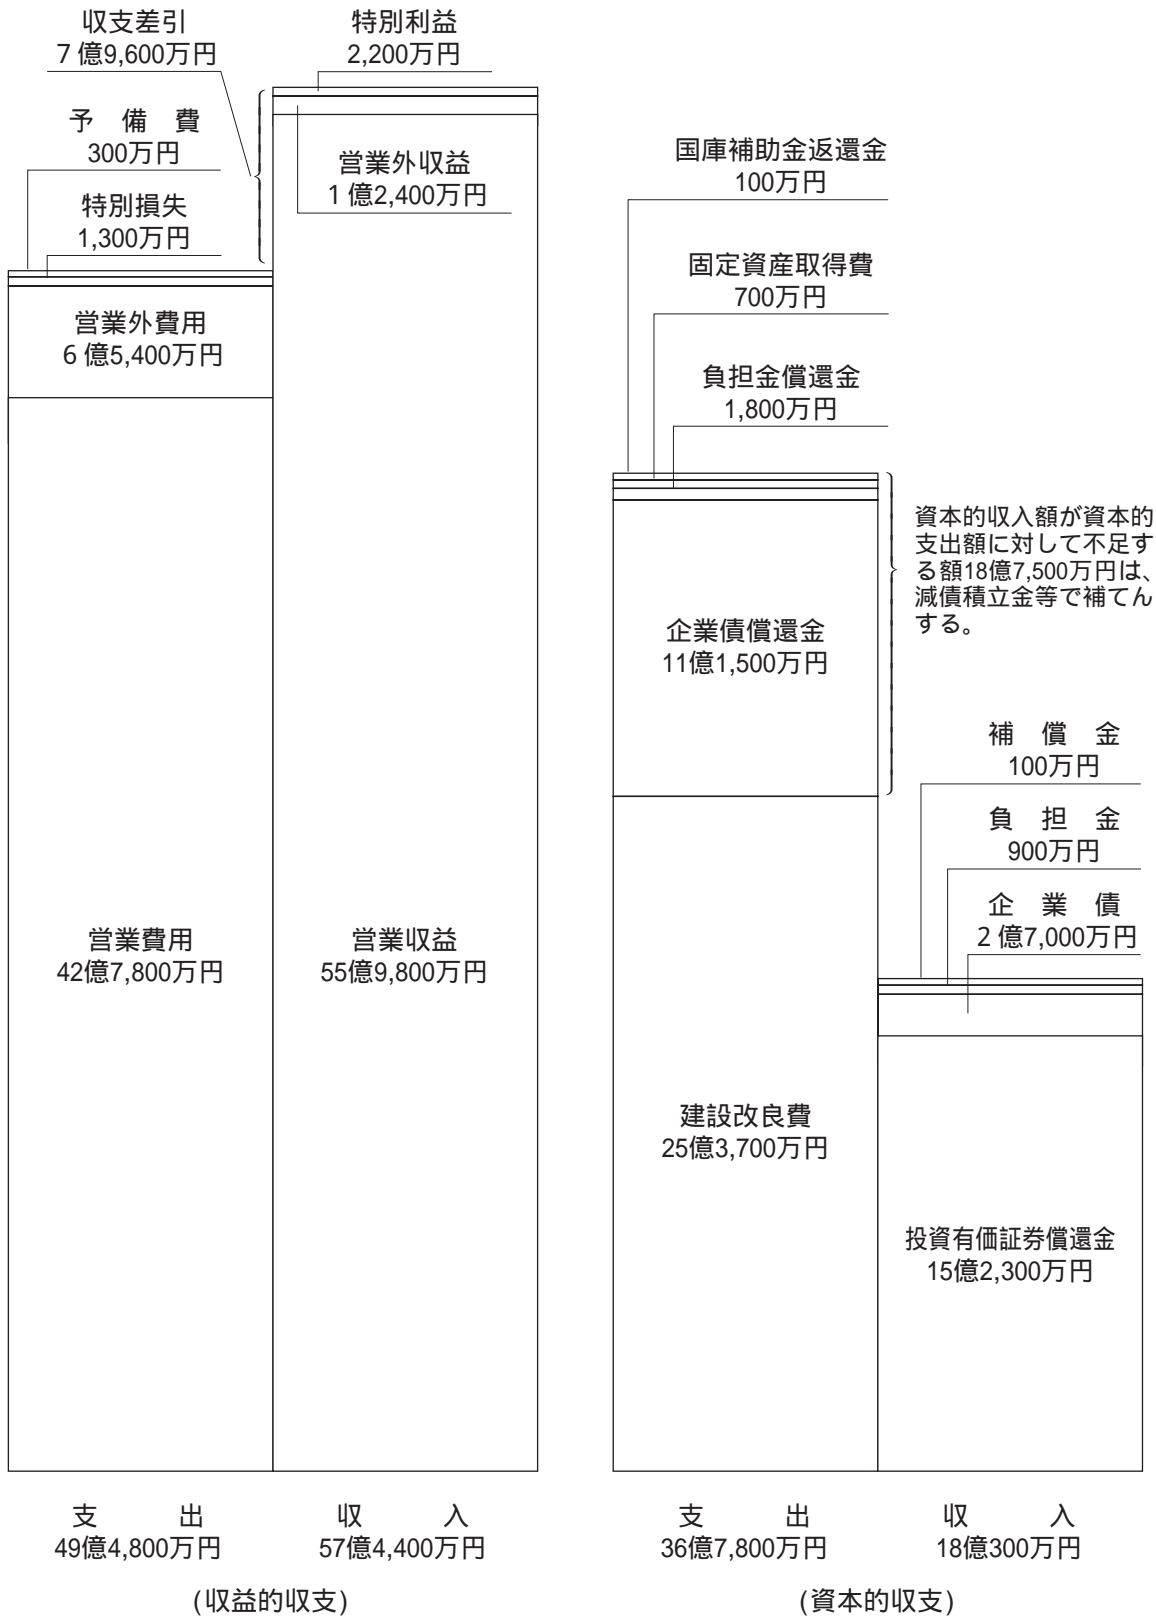 収支差引
7億9,600万円
特別利益
2,200万円
予備費
300万円
営業外収益
1億2,400万円
特別損失
1,300万円
営業外費用
6億5,400万円
営業費用
42億7,800万円
営業収益
55億9,800万円
支出
49億4,800万円
収入
57億4,400万円
(収益的収支)
国庫補助金返還金
100万円
固定資産取得費
700万円
負担金償還金
1,800万円
資本的収入額が資本的
支出額に対して不足す
る額18億7,500万円は、
減債積立金等で補てん
する。
企業債償還金
11億1,500万円
補償金
100万円
負担金
900万円
企業債
2億7,000万円
建設改良費
25億3,700万円
投資有価証券償還金
15億2,300万円
支出
36億7,800万円
収入
18億300万円
(資本的収支)